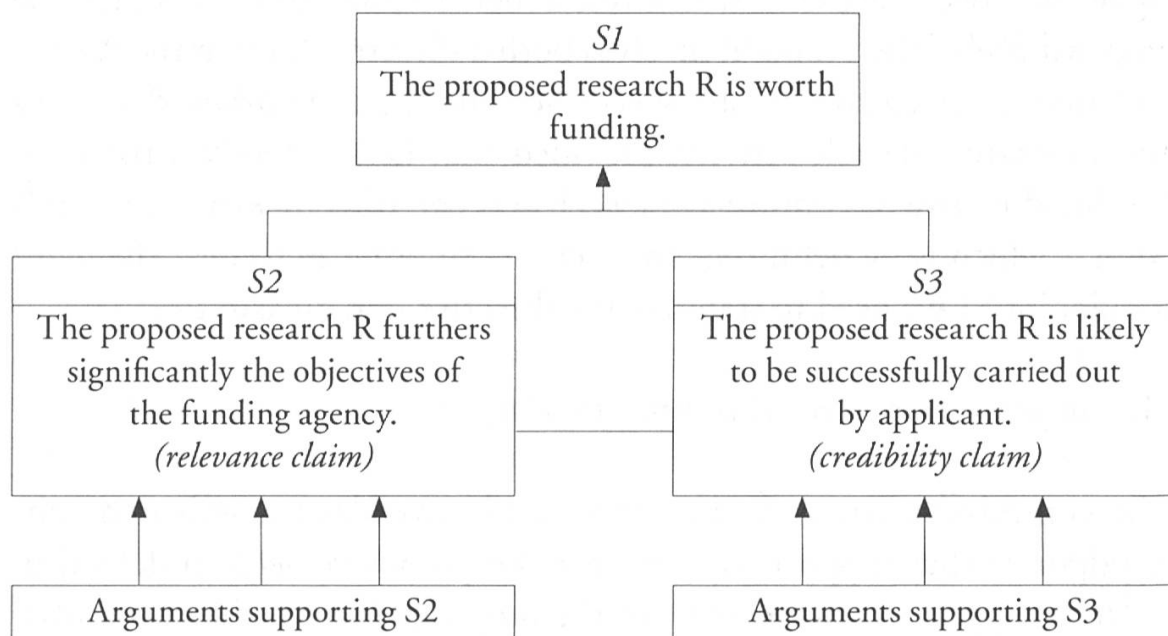 S1
The proposed research R is worth
funding.
S2
The proposed research R furthers
significantly the objectives of
the funding agency.
(relevance claim)
S3
The proposed research R is likely
to be successfully carried out
by applicant.
(credibility claim)
Arguments supporting S2
Arguments supporting S3